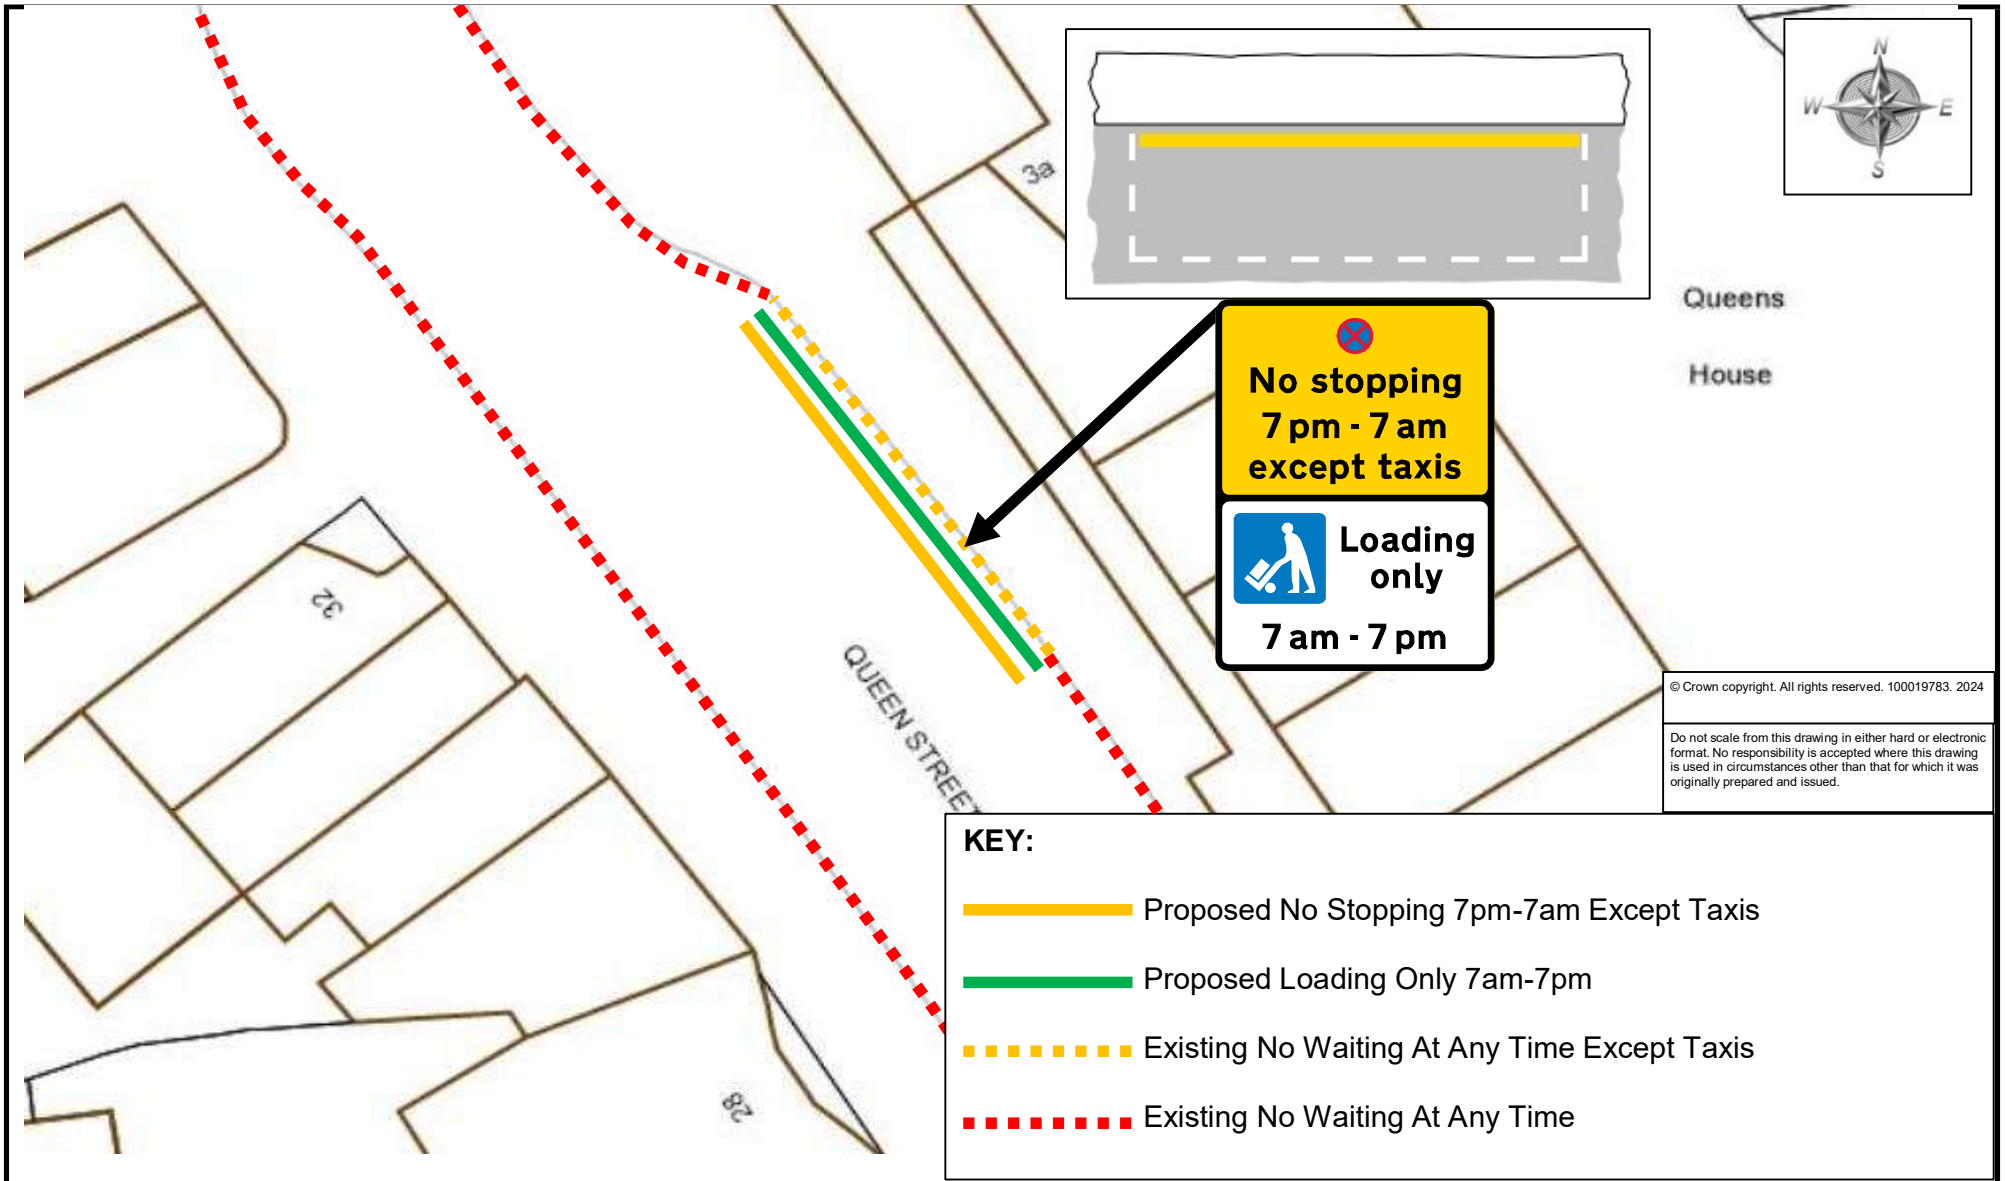 N
W E
S
3a
Queens
House
No stopping
7 pm - 7 am
except taxis
Loading
only
7 am - 7 pm
32
QUEEN STREET
© Crown copyright. All rights reserved. 100019783. 2024
Do not scale from this drawing in either hard or electronic
format. No responsibility is accepted where this drawing
is used in circumstances other than that for which it was
originally prepared and issued.
KEY:
Proposed No Stopping 7pm-7am Except Taxis
Proposed Loading Only 7am-7pm
Existing No Waiting At Any Time Except Taxis
Existing No Waiting At Any Time
28